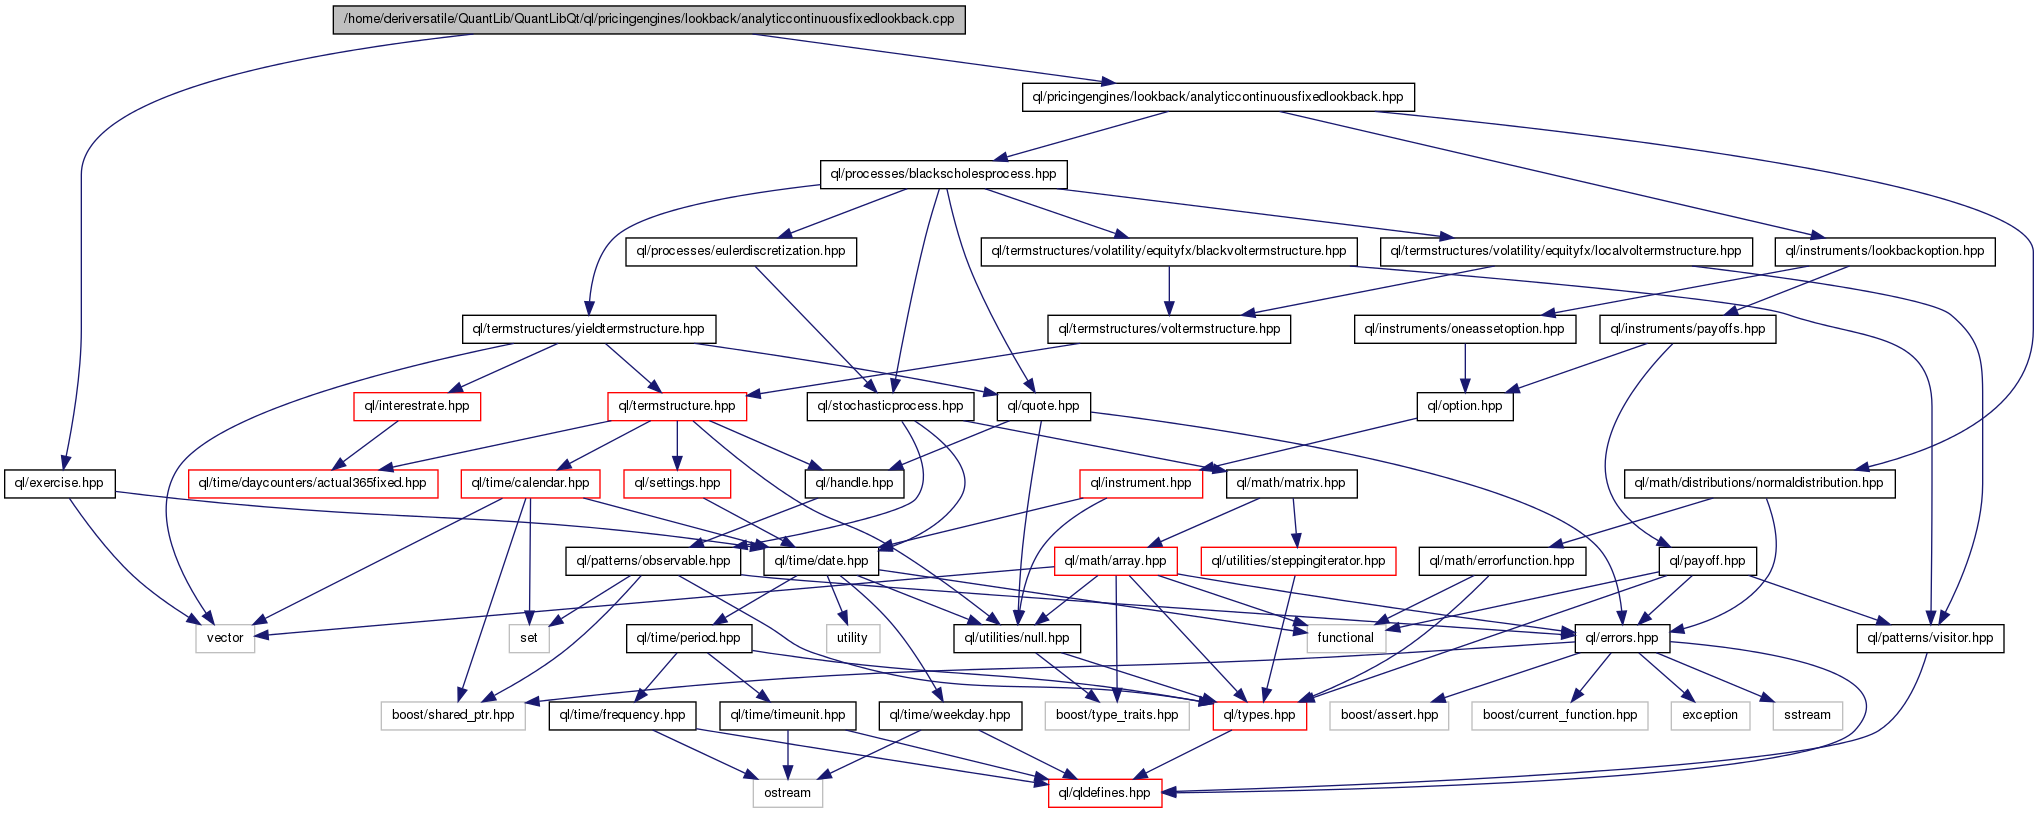 /home/deriversatile/QuantLib/QuantLibQt/ql/pricingengines/lookback/analyticcontinuousfixedlookback.cpp
ql/pricingengines/lookback/analyticcontinuousfixedlookback.hpp
ql/processes/blackscholesprocess.hpp
ql/processes/eulerdiscretization.hpp
ql/termstructures/volatility/equityfx/blackvoltermstructure.hpp
ql/termstructures/volatility/equityfx/localvoltermstructure.hpp
ql/instruments/lookbackoption.hpp
ql/termstructures/yieldtermstructure.hpp
ql/termstructures/voltermstructure.hpp
ql/instruments/oneassetoption.hpp
ql/instruments/payoffs.hpp
ql/interestrate.hpp
ql/termstructure.hpp
ql/stochasticprocess.hpp
ql/quote.hpp
ql/option.hpp
ql/exercise.hpp
ql/time/daycounters/actual365fixed.hpp
ql/time/calendar.hpp
ql/settings.hpp
ql/handle.hpp
ql/instrument.hpp
ql/math/matrix.hpp
ql/math/distributions/normaldistribution.hpp
ql/patterns/observable.hpp
ql/time/date.hpp
ql/math/array.hpp
ql/utilities/steppingiterator.hpp
ql/math/errorfunction.hpp
ql/payoff.hpp
vector
set
ql/time/period.hpp
utility
ql/utilities/null.hpp
functional
ql/errors.hpp
ql/patterns/visitor.hpp
boost/shared_ptr.hpp
ql/time/frequency.hpp
ql/time/timeunit.hpp
ql/time/weekday.hpp
boost/type_traits.hpp
ql/types.hpp
boost/assert.hpp
boost/current_function.hpp
exception
sstream
ostream
ql/qldefines.hpp